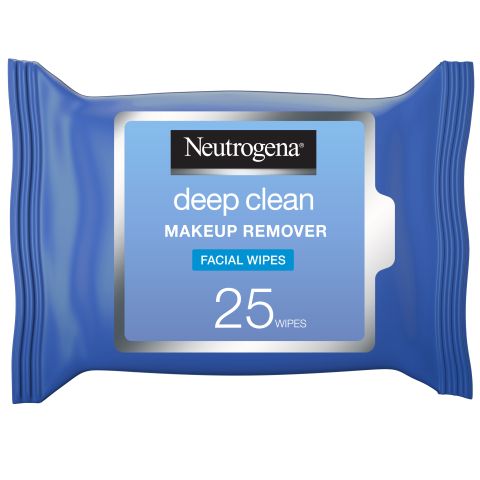 Neutrogena®
deep clean
MAKEUP REMOVER
FACIAL WIPES
25 WIPES